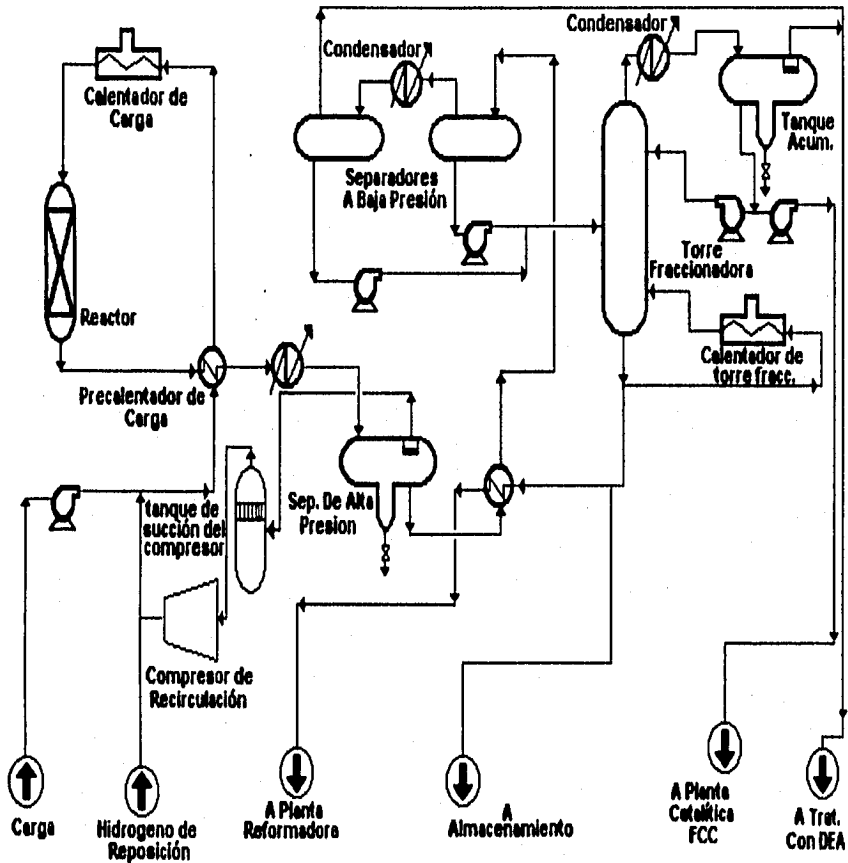 Condensador
Condensador
Calentador de
Carga
Tanque
Acum.
Separadores
A Baja Presión
Torre
Fraccionadora
Reactor
Calentador de
torre fracc.
Precalentador de
Carga
Sep. De Alta
Presion
tanque de
succión del
compresor
Compresor de
Recirculación
Carga
Hidrogeno de
Reposición
A Planta
Reformadora
A
Almacenamiento
A Planta
Catalítica
FCC
A Trat.
Con DEA